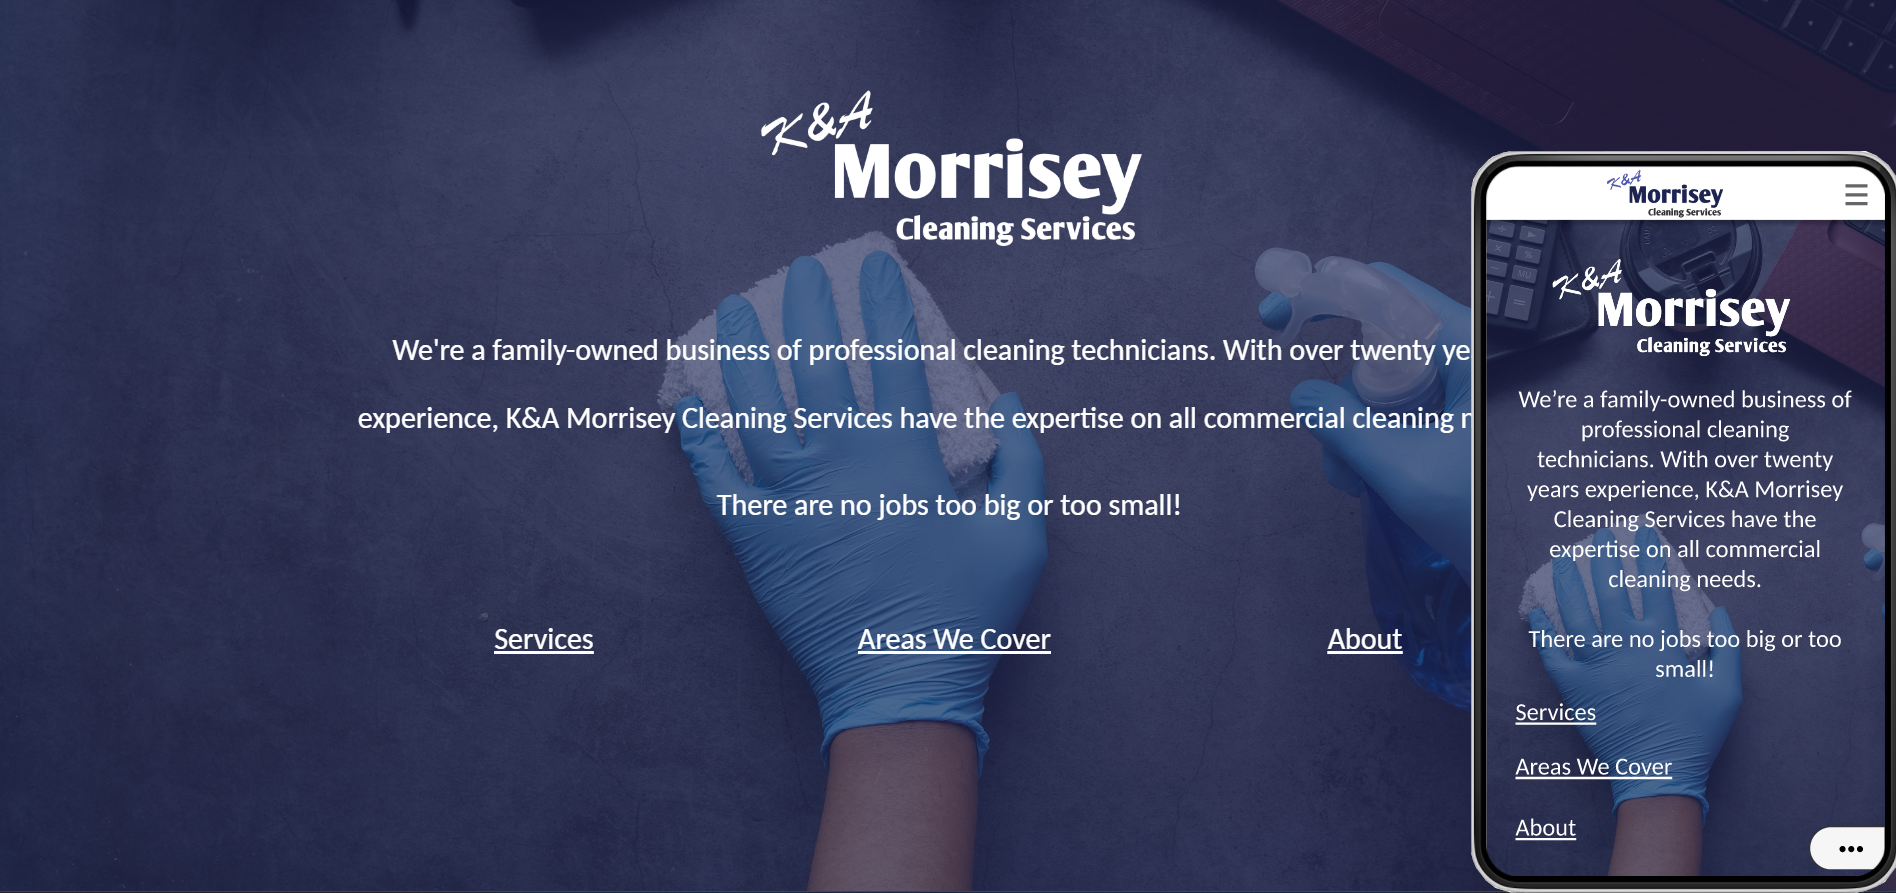 K&A
Morrisey
Cleaning Services
We're a family-owned business of professional cleaning technicians. With over twenty ye
experience, K&A Morrisey Cleaning Services have the expertise on all commercial cleaning
There are no jobs too big or too small!
Services
Areas We Cover
About
K&A
Morrisey
Cleaning Services
K&A
Morrisey
Cleaning Services
We're a family-owned business of
professional cleaning
technicians. With over twenty
years experience, K&A Morrisey
Cleaning Services have the
expertise on all commercial
cleaning needs.
There are no jobs too big or too
small!
Services
Areas We Cover
About